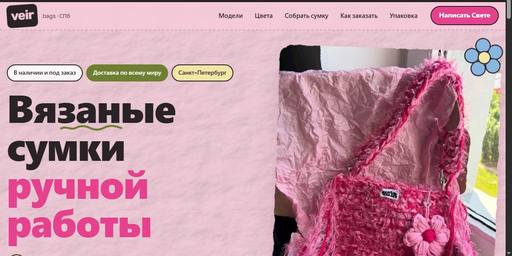 veir
bags · СПб
Модели
Цвета
Собрать сумку
Как заказать
Упаковка
Написать Свете
В наличии и под заказ
Доставка по всему миру
Санкт-Петербург
Вязаные
сумки
ручной
работы